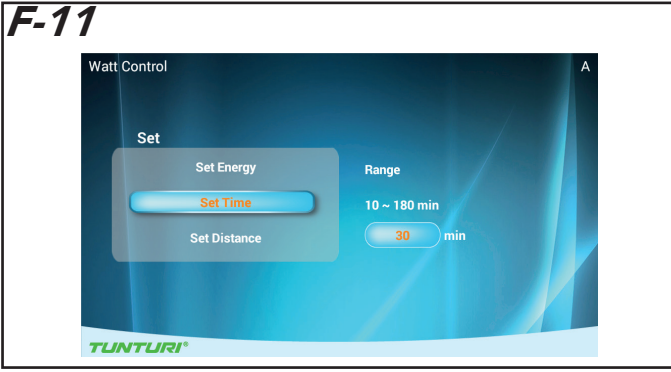 F-11
Watt Control A
Set
Set Energy Range
Set Time 10 ~ 180 min
Set Distance 30 min
TUNTURI®